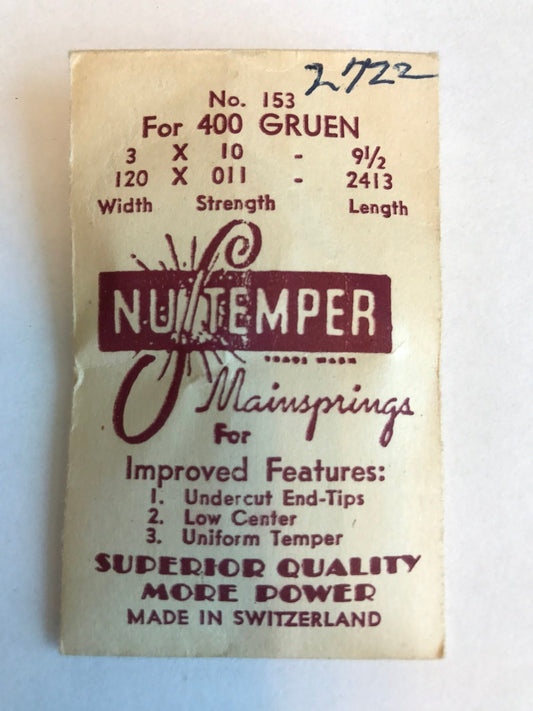 2722
No. 153
For 400 GRUEN
3 X 10 - 9½
120 X 011 - 2413
Width Strength Length
NU/TEMPER
TRADE MARK
Mainsprings
For
Improved Features:
1. Undercut End-Tips
2. Low Center
3. Uniform Temper
SUPERIOR QUALITY
MORE POWER
MADE IN SWITZERLAND